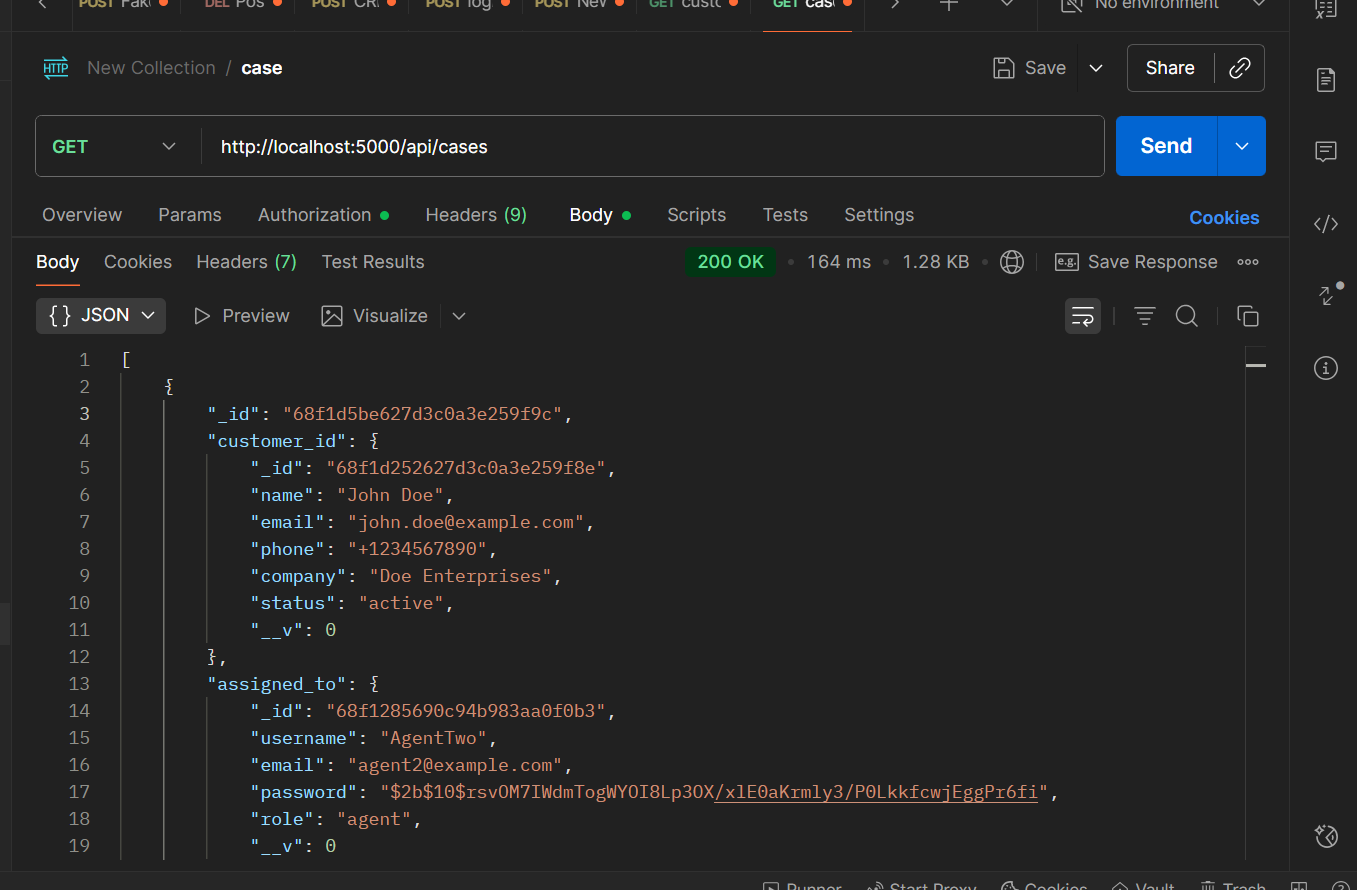 POST Fak DEL Pos POST CR POST log POST New GET custo GET cas No environment
HTTP New Collection / case Save Share
GET http://localhost:5000/api/cases Send
Overview Params Authorization Headers (9) Body Scripts Tests Settings Cookies
Body Cookies Headers (7) Test Results 200 OK 164 ms 1.28 KB e.g. Save Response
{} JSON Preview Visualize
1 [
2 {
3 "_id": "68f1d5be627d3c0a3e259f9c",
4 "customer_id": {
5 "_id": "68f1d252627d3c0a3e259f8e",
6 "name": "John Doe",
7 "email": "john.doe@example.com",
8 "phone": "+1234567890",
9 "company": "Doe Enterprises",
10 "status": "active",
11 "__v": 0
12 },
13 "assigned_to": {
14 "_id": "68f1285690c94b983aa0f0b3",
15 "username": "AgentTwo",
16 "email": "agent2@example.com",
17 "password": "$2b$10$rsvOM7IWdmTogWYOI8Lp3OX/xlE0aKrmly3/P0LkkfcwjEggPr6fi",
18 "role": "agent",
19 "__v": 0
Runner Start Proxy Cookies Vault Trash